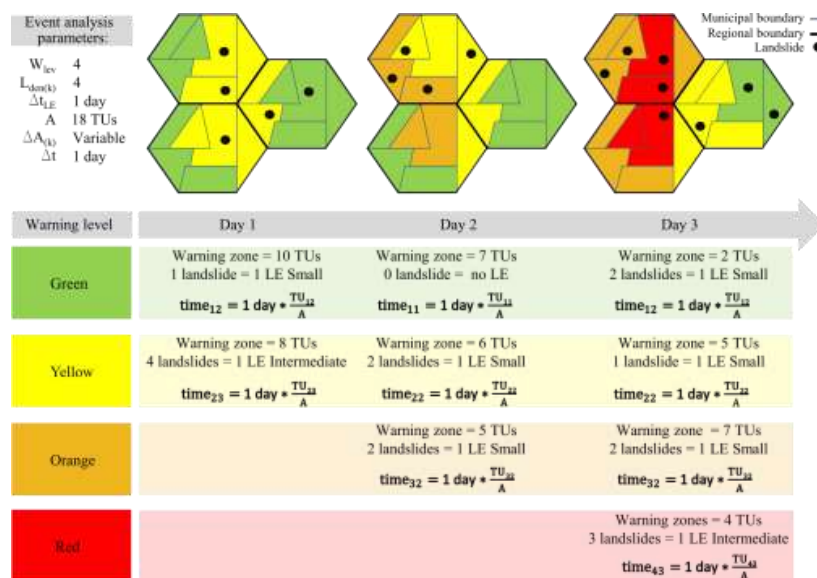 Event analysis
parameters:
W_lev 4
L_den(k) 4
Δt_LE 1 day
A 18 TUs
ΔA_(k) Variable
Δt 1 day
Municipal boundary
Regional boundary
Landslide
Warning level Day 1 Day 2 Day 3
Green
Warning zone = 10 TUs
1 landslide = 1 LE Small
time₁₂ = 1 day * TU₁₂/A
Warning zone = 7 TUs
0 landslide = no LE
time₁₁ = 1 day * TU₁₁/A
Warning zone = 2 TUs
2 landslides = 1 LE Small
time₁₂ = 1 day * TU₁₂/A
Yellow
Warning zone = 8 TUs
4 landslides = 1 LE Intermediate
time₂₃ = 1 day * TU₂₃/A
Warning zone = 6 TUs
2 landslides = 1 LE Small
time₂₂ = 1 day * TU₂₂/A
Warning zone = 5 TUs
1 landslide = 1 LE Small
time₂₂ = 1 day * TU₂₂/A
Orange
Warning zone = 5 TUs
2 landslides = 1 LE Small
time₃₂ = 1 day * TU₃₂/A
Warning zone = 7 TUs
2 landslides = 1 LE Small
time₃₂ = 1 day * TU₃₂/A
Red
Warning zones = 4 TUs
3 landslides = 1 LE Intermediate
time₄₃ = 1 day * TU₄₃/A